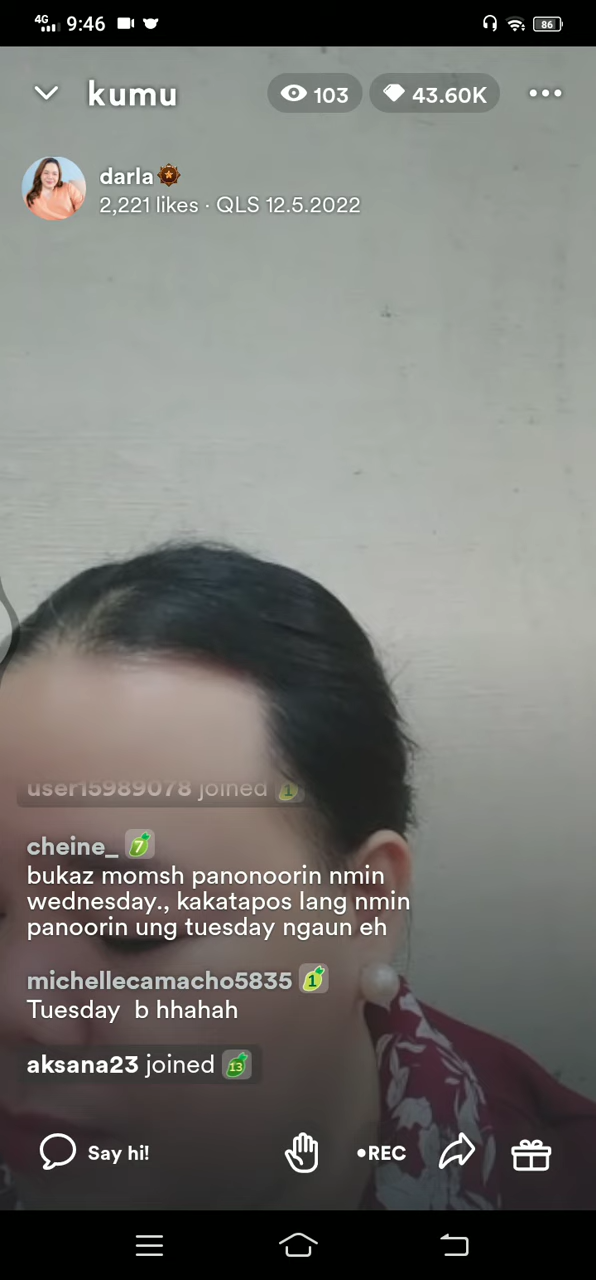 4G 9:46 86
kumu 103 43.60K
darla
2,221 likes · QLS 12.5.2022
user15989078 joined 1
cheine_ 7
bukaz momsh panonoorin nmin
wednesday., kakatapos lang nmin
panoorin ung tuesday ngaun eh
michellecamacho5835 1
Tuesday b hhahah
aksana23 joined 13
Say hi! •REC